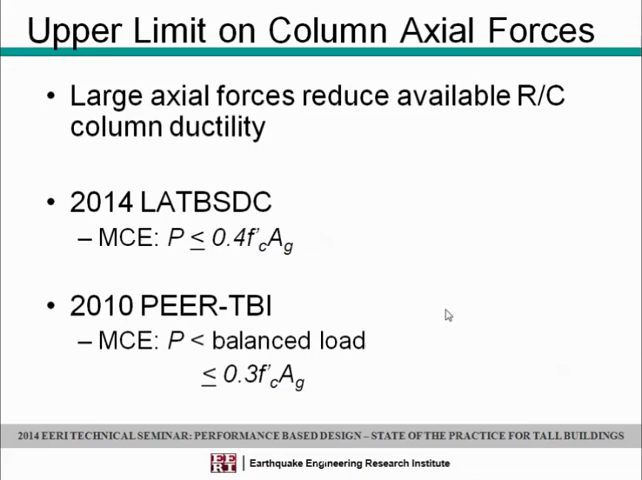 Upper Limit on Column Axial Forces
• Large axial forces reduce available R/C
column ductility
• 2014 LATBSDC
– MCE: P ≤ 0.4f'cAg
• 2010 PEER-TBI
– MCE: P < balanced load
≤ 0.3f'cAg
2014 EERI TECHNICAL SEMINAR: PERFORMANCE BASED DESIGN – STATE OF THE PRACTICE FOR TALL BUILDINGS
EERI | Earthquake Engineering Research Institute